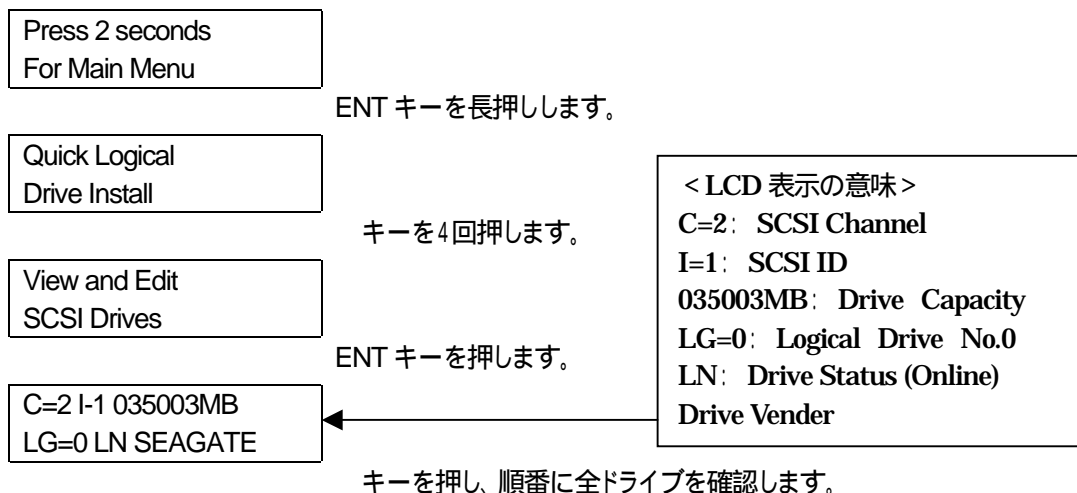 Press 2 seconds
For Main Menu
ENT キーを長押しします。
Quick Logical
Drive Install
キーを4回押します。
View and Edit
SCSI Drives
ENT キーを押します。
C=2 I-1 035003MB
LG=0 LN SEAGATE
キーを押し、順番に全ドライブを確認します。
<LCD 表示の意味>
C=2: SCSI Channel
I=1: SCSI ID
035003MB: Drive Capacity
LG=0: Logical Drive No.0
LN: Drive Status (Online)
Drive Vender